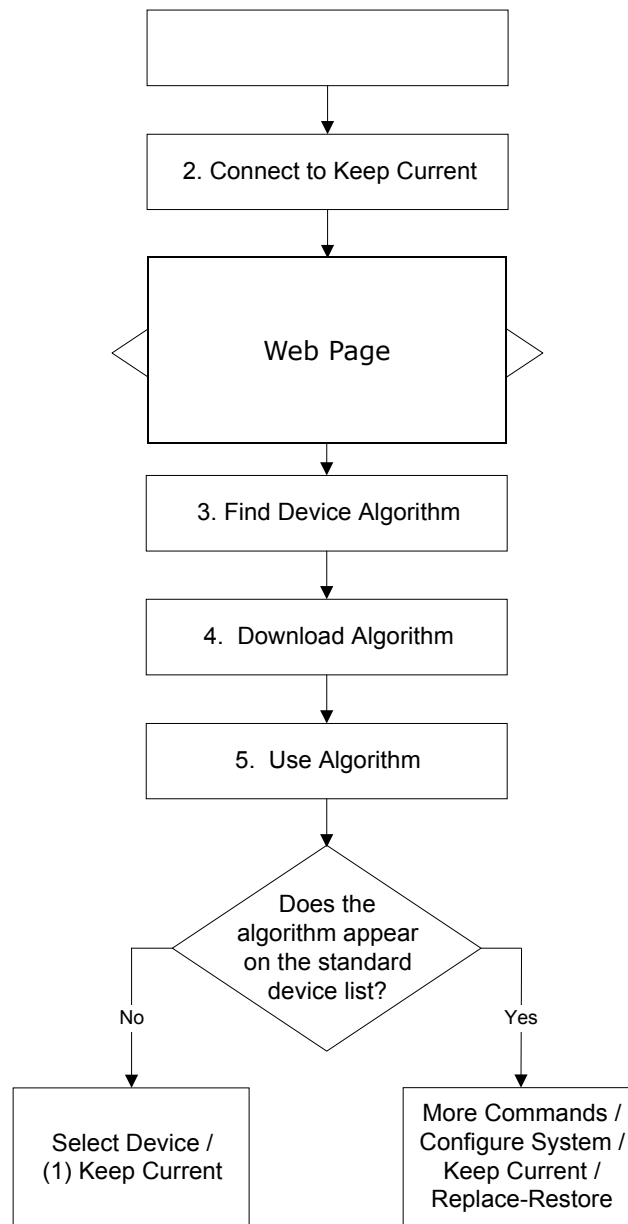 2. Connect to Keep Current
Web Page
3. Find Device Algorithm
4. Download Algorithm
5. Use Algorithm
Does the
algorithm appear
on the standard
device list?
No
Yes
Select Device /
(1) Keep Current
More Commands /
Configure System /
Keep Current /
Replace-Restore